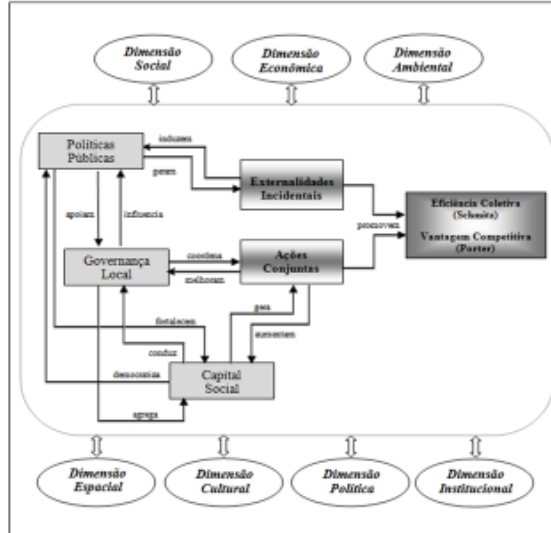 Dimensão
Social
Dimensão
Econômica
Dimensão
Ambiental
Políticas
Públicas
induzem
geram
Externalidades
Incidentais
Eficiência Coletiva
(Schmitz)
Vantagem Competitiva
(Porter)
promovem
apoiam
influencia
Governança
Local
coordena
melhoram
Ações
Conjuntas
gera
aumentam
fortalecem
conduz
democratiza
Capital
Social
agrega
Dimensão
Espacial
Dimensão
Cultural
Dimensão
Política
Dimensão
Institucional